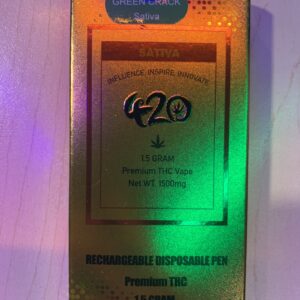 GREEN CRACK
Sativa
SATIVA
INFLUENCE, INSPIRE, INNOVATE
420
1.5 GRAM
Premium THC Vape
Net WT. 1500mg
RECHARGEABLE DISPOSABLE PEN
Premium THC
1.5 GRAM